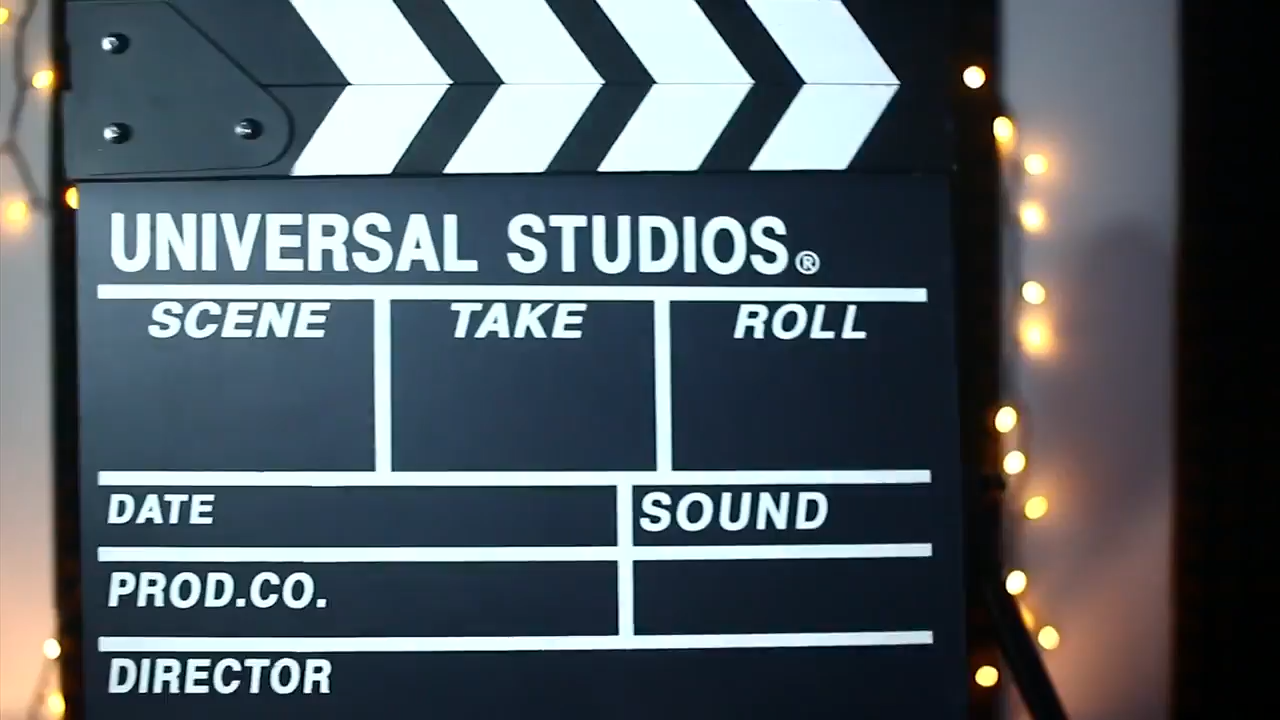 UNIVERSAL STUDIOS®
SCENE TAKE ROLL
DATE SOUND
PROD.CO.
DIRECTOR